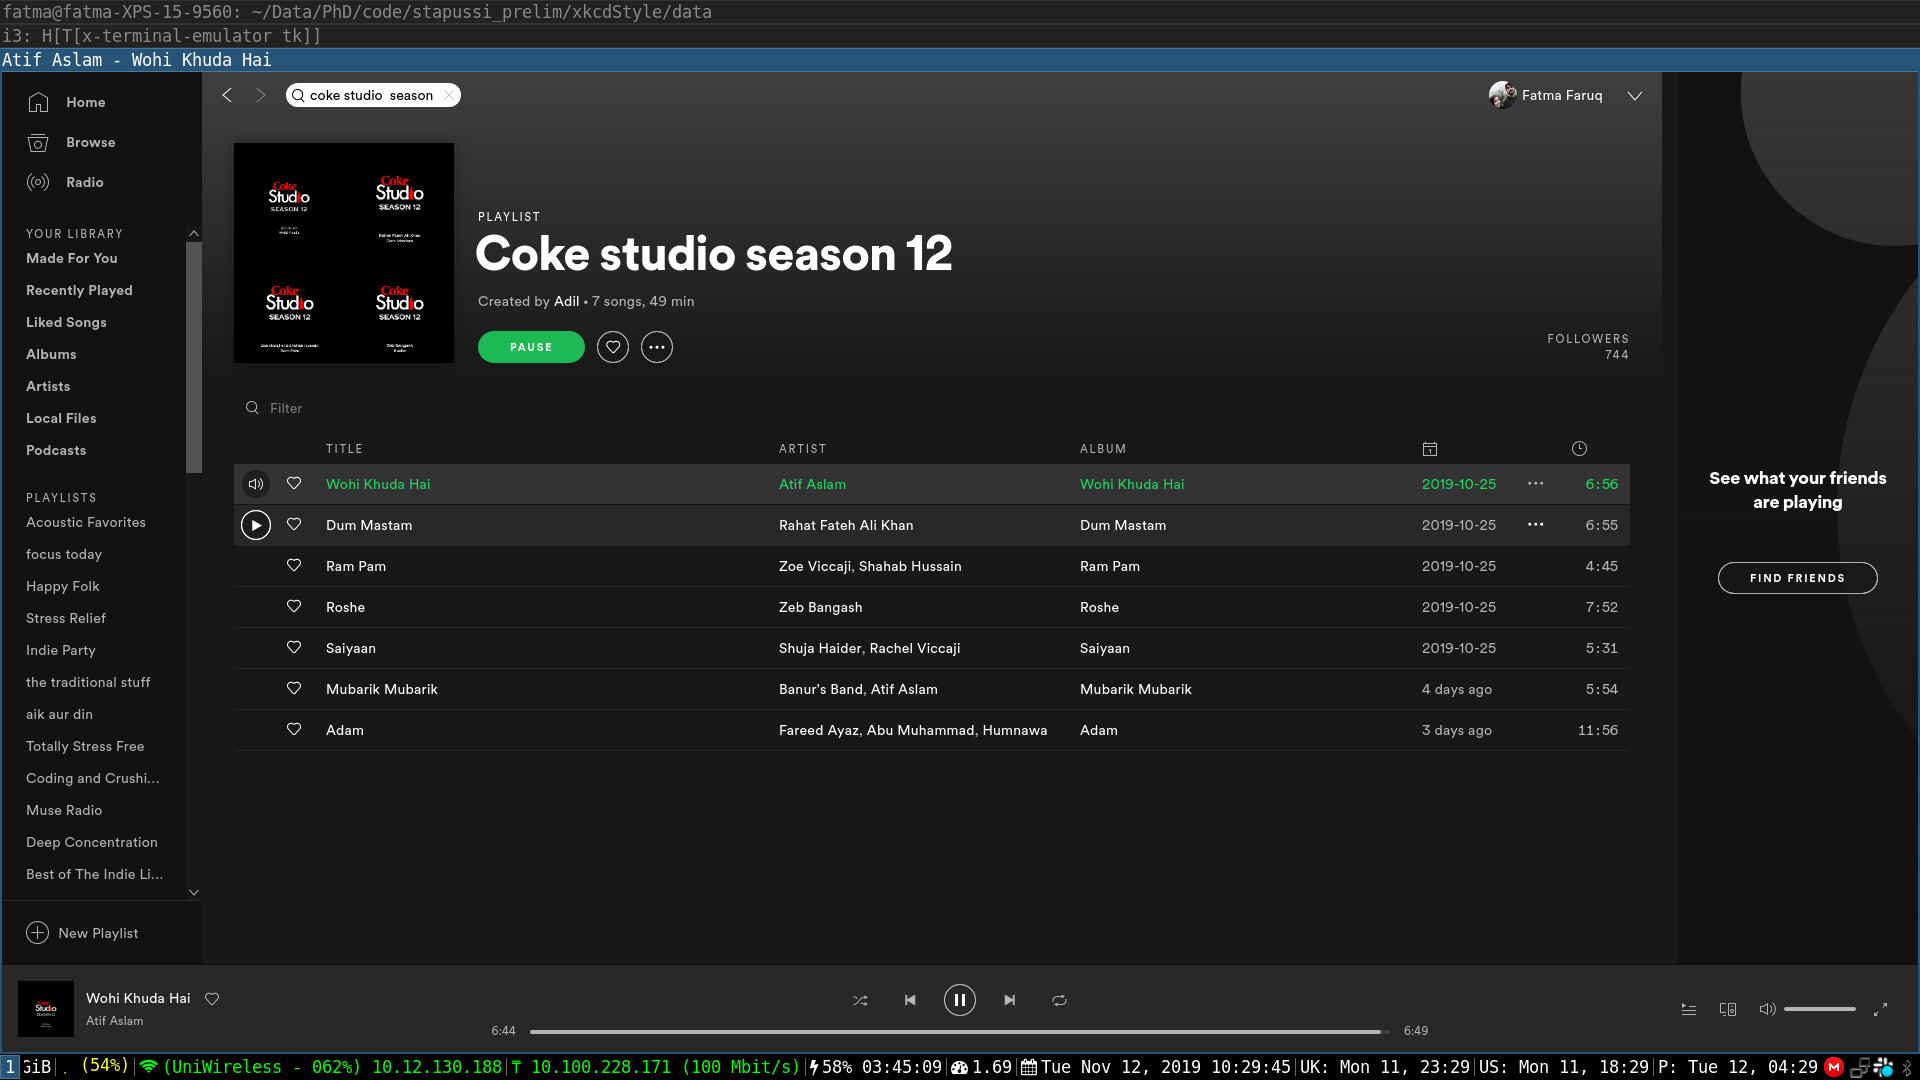 fatma@fatma-XPS-15-9560: ~/Data/PhD/code/stapussi_prelim/xkcdStyle/data
i3: H[T[x-terminal-emulator tk]]
Atif Aslam - Wohi Khuda Hai
Home
Browse
Radio
YOUR LIBRARY
Made For You
Recently Played
Liked Songs
Albums
Artists
Local Files
Podcasts
PLAYLISTS
Acoustic Favorites
focus today
Happy Folk
Stress Relief
Indie Party
the traditional stuff
aik aur din
Totally Stress Free
Coding and Crushi...
Muse Radio
Deep Concentration
Best of The Indie Li...
New Playlist
coke studio  season
Fatma Faruq
Coke Studio SEASON 12
Coke Studio SEASON 12
Coke Studio SEASON 12
Coke Studio SEASON 12
PLAYLIST
Coke studio season 12
Created by Adil • 7 songs, 49 min
PAUSE
FOLLOWERS
744
Filter
TITLE ARTIST ALBUM
Wohi Khuda Hai Atif Aslam Wohi Khuda Hai 2019-10-25 6:56
Dum Mastam Rahat Fateh Ali Khan Dum Mastam 2019-10-25 6:55
Ram Pam Zoe Viccaji, Shahab Hussain Ram Pam 2019-10-25 4:45
Roshe Zeb Bangash Roshe 2019-10-25 7:52
Saiyaan Shuja Haider, Rachel Viccaji Saiyaan 2019-10-25 5:31
Mubarik Mubarik Banur's Band, Atif Aslam Mubarik Mubarik 4 days ago 5:54
Adam Fareed Ayaz, Abu Muhammad, Humnawa Adam 3 days ago 11:56
See what your friends
are playing
FIND FRIENDS
Coke Studio
Wohi Khuda Hai
Atif Aslam
6:44 6:49
1 GiB . (54%) (UniWireless - 062%) 10.12.130.188 10.100.228.171 (100 Mbit/s) 58% 03:45:09 1.69 Tue Nov 12, 2019 10:29:45 UK: Mon 11, 23:29 US: Mon 11, 18:29 P: Tue 12, 04:29